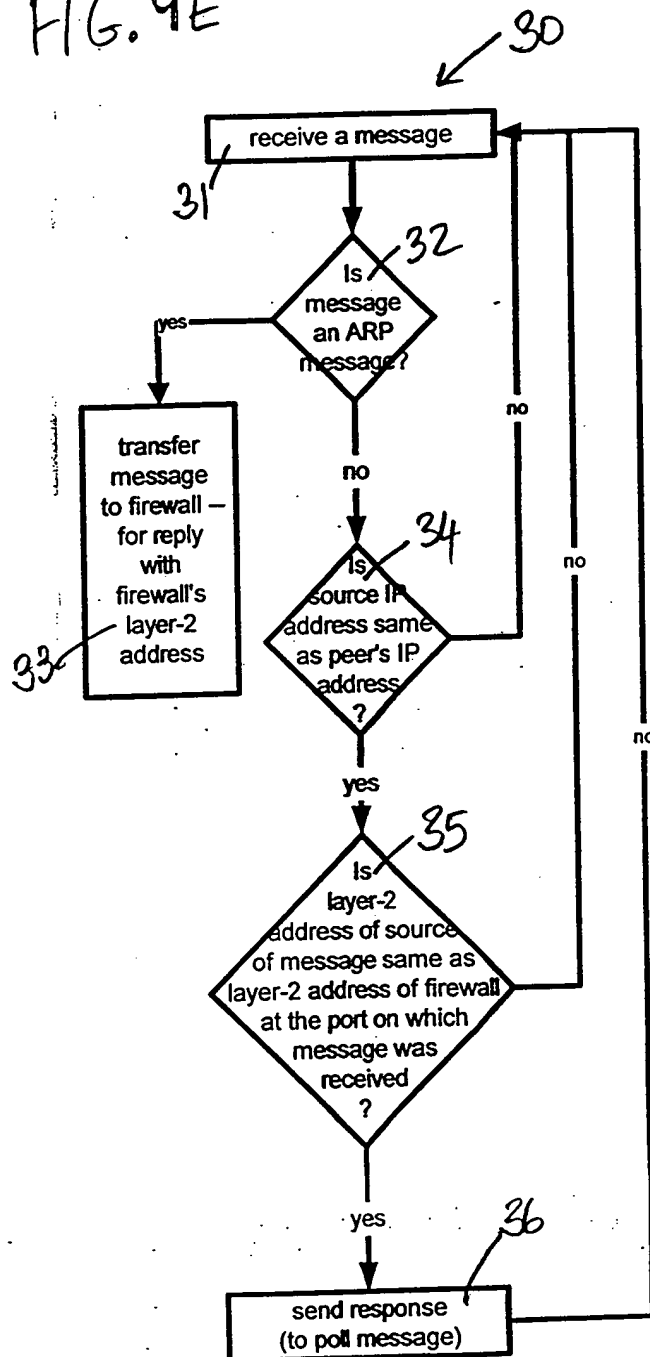 FIG. 4E
30
receive a message
31
32
Is
message
an ARP
message?
yes
no
transfer
message
to firewall –
for reply
with
firewall's
layer-2
address
33
34
Is
source IP
address same
as peer's IP
address
?
no
no
no
yes
35
Is
layer-2
address of source
of message same as
layer-2 address of firewall
at the port on which
message was
received
?
yes
36
send response
(to poll message)